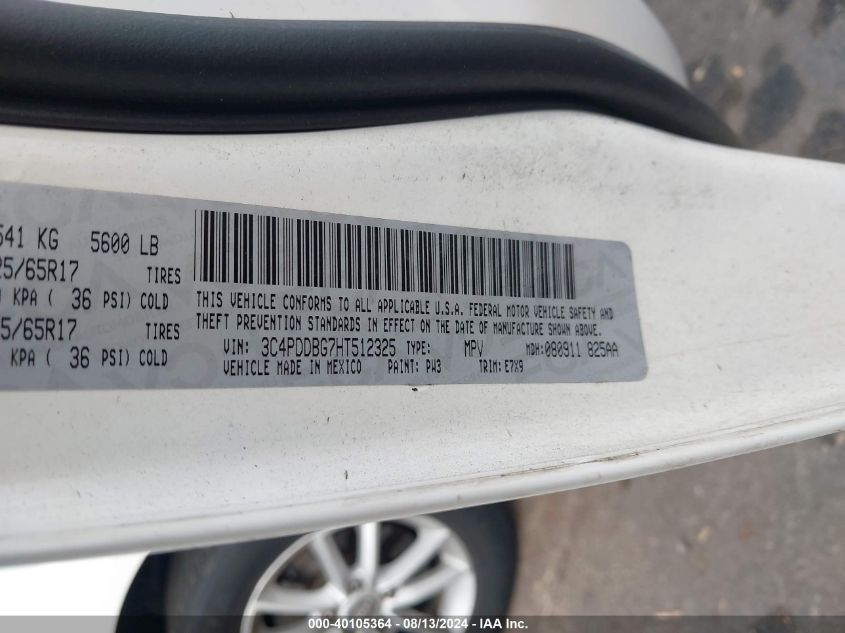 541 KG 5600 LB
25/65R17 TIRES
KPA ( 36 PSI) COLD
5/65R17 TIRES
KPA ( 36 PSI) COLD
THIS VEHICLE CONFORMS TO ALL APPLICABLE U.S.A. FEDERAL MOTOR VEHICLE SAFETY AND
THEFT PREVENTION STANDARDS IN EFFECT ON THE DATE OF MANUFACTURE SHOWN ABOVE.
VIN: 3C4PDDBG7HT512325 TYPE: MPV MDH:080911 825AA
VEHICLE MADE IN MEXICO PAINT: PW3 TRIM: E7X9
000-40105364 - 08/13/2024 - IAA Inc.